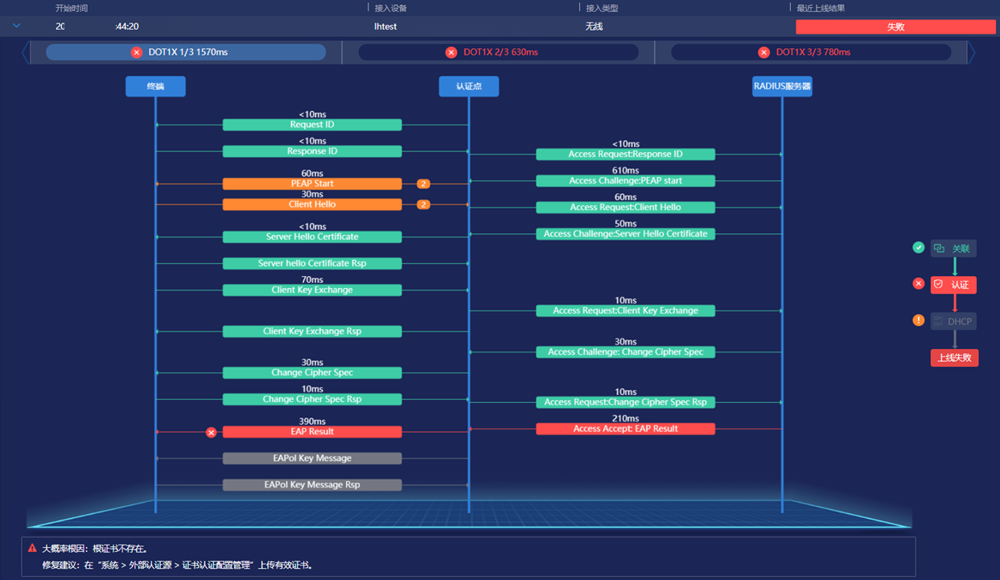 开始时间 接入设备 接入类型 最近上线结果
20 :44:20 lhtest 无线 失败
DOT1X 1/3 1570ms DOT1X 2/3 630ms DOT1X 3/3 780ms
终端 认证点 RADIUS服务器
<10ms
Request ID
<10ms
Response ID
<10ms
Access Request:Response ID
60ms
PEAP Start 2
610ms
Access Challenge:PEAP start
30ms
Client Hello 2
60ms
Access Request:Client Hello
<10ms
Server Hello Certificate
50ms
Access Challenge:Server Hello Certificate
Server hello Certificate Rsp
70ms
Client Key Exchange
10ms
Access Request:Client Key Exchange
Client Key Exchange Rsp
30ms
Access Challenge: Change Cipher Spec
30ms
Change Cipher Spec
10ms
Change Cipher Spec Rsp
10ms
Access Request:Change Cipher Spec Rsp
390ms
EAP Result
210ms
Access Accept: EAP Result
EAPol Key Message
EAPol Key Message Rsp
关联
认证
DHCP
上线失败
大概率根因：根证书不存在。
修复建议：在“系统 > 外部认证源 > 证书认证配置管理”上传有效证书。